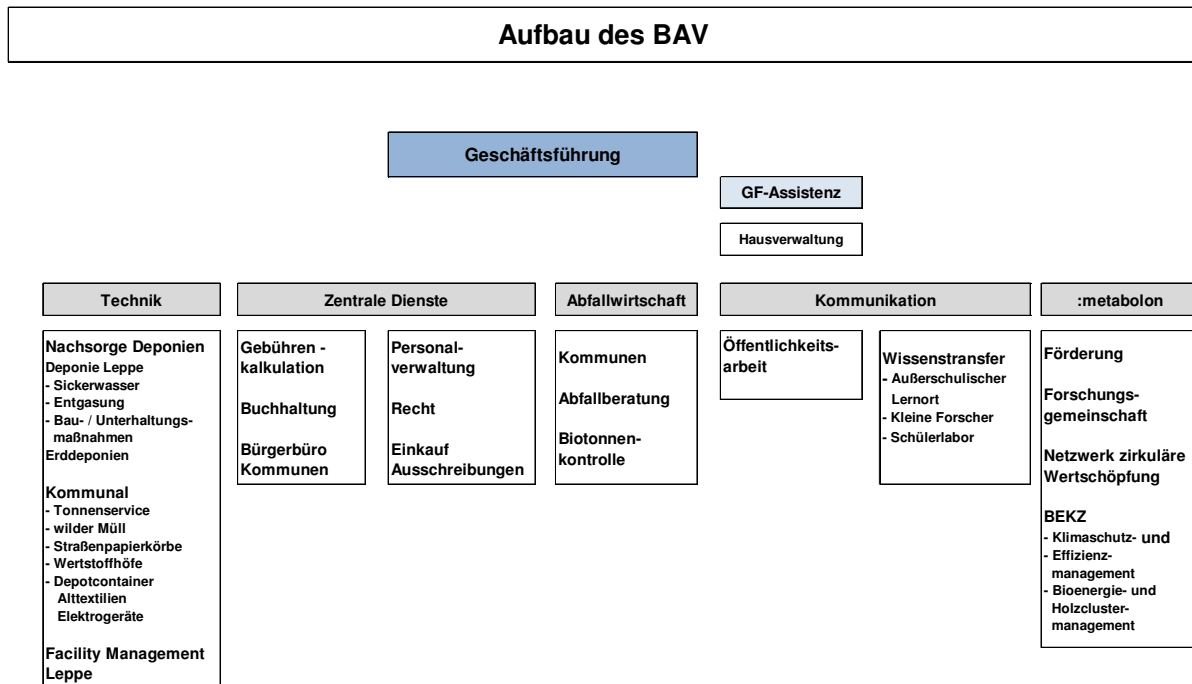 Aufbau des BAV
Geschäftsführung
GF-Assistenz
Hausverwaltung
Technik
Nachsorge Deponien
Deponie Leppe
- Sickerwasser
- Entgasung
- Bau- / Unterhaltungs-
maßnahmen
Erddeponien
Kommunal
- Tonnenservice
- wilder Müll
- Straßenpapierkörbe
- Wertstoffhöfe
- Depotcontainer
Alttextilien
Elektrogeräte
Facility Management
Leppe
Zentrale Dienste
Gebühren -
kalkulation
Buchhaltung
Bürgerbüro
Kommunen
Personal-
verwaltung
Recht
Einkauf
Ausschreibungen
Abfallwirtschaft
Kommunen
Abfallberatung
Biotonnen-
kontrolle
Kommunikation
Öffentlichkeits-
arbeit
Wissenstransfer
- Außerschulischer
Lernort
- Kleine Forscher
- Schülerlabor
:metabolon
Förderung
Forschungs-
gemeinschaft
Netzwerk zirkuläre
Wertschöpfung
BEKZ
- Klimaschutz- und
- Effizienz-
management
- Bioenergie- und
Holzcluster-
management